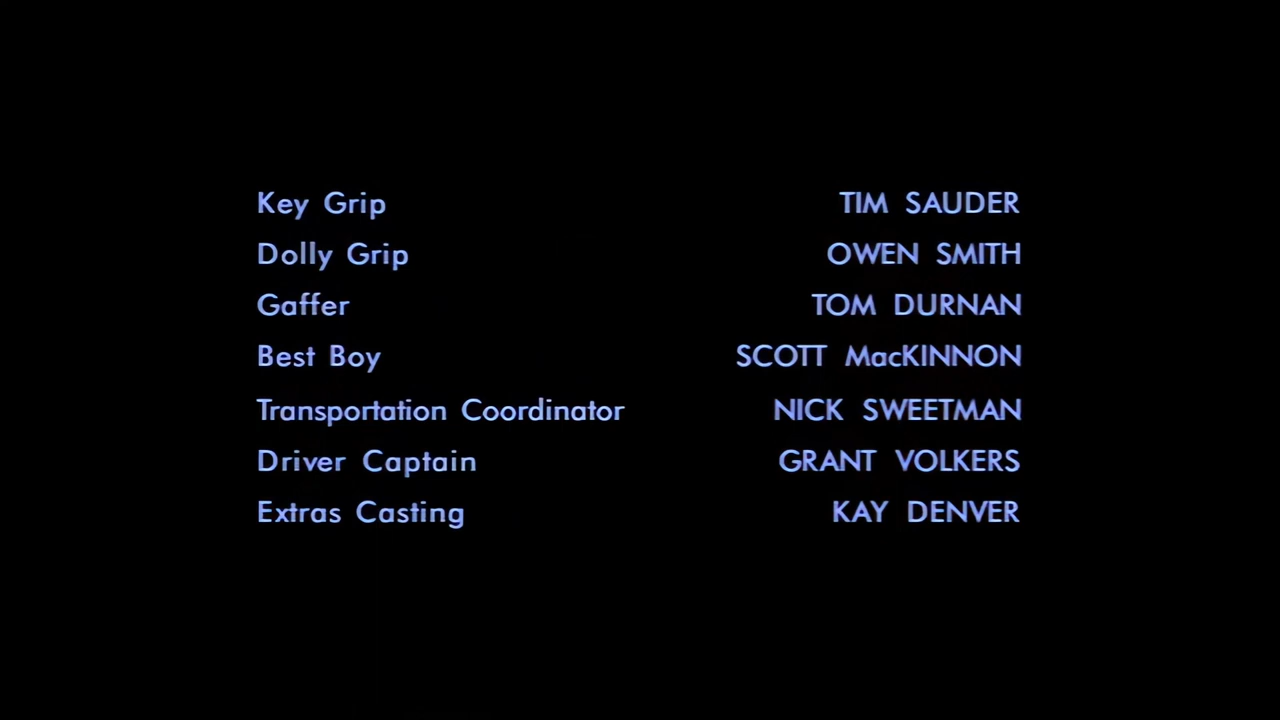 Key Grip TIM SAUDER
Dolly Grip OWEN SMITH
Gaffer TOM DURNAN
Best Boy SCOTT MacKINNON
Transportation Coordinator NICK SWEETMAN
Driver Captain GRANT VOLKERS
Extras Casting KAY DENVER